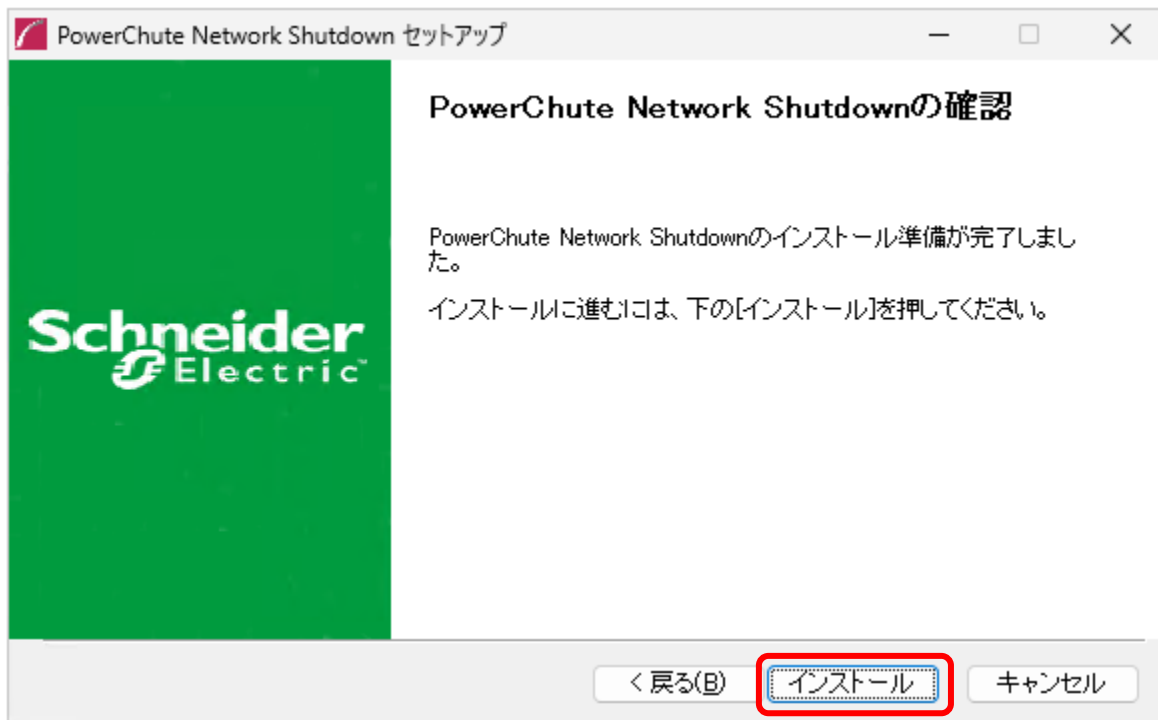 PowerChute Network Shutdown セットアップ
PowerChute Network Shutdownの確認
PowerChute Network Shutdownのインストール準備が完了しまし
た。
インストールに進むには、下の[インストール]を押してください。
Schneider
Electric™
< 戻る(B)
インストール
キャンセル